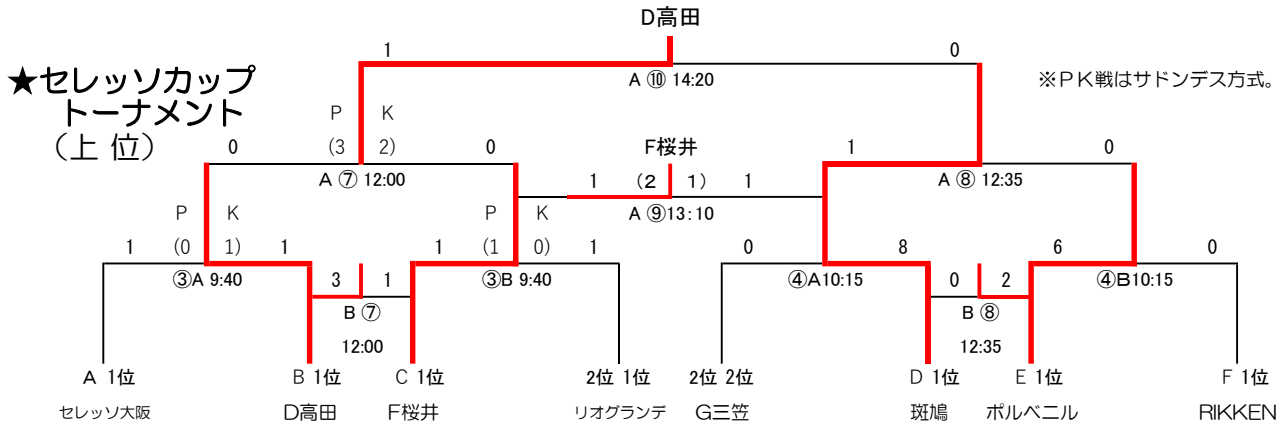 D高田
1 0
★セレッソカップ
トーナメント
(上 位)
A ⑩ 14:20
※PK戦はサドンデス方式。
P K
0 (3 2) 0
F桜井
1 0
A ⑦ 12:00
1 (2 1) 1
A ⑧ 12:35
A ⑨13:10
P K
P K
1 (0 1) 1
1 (1 0) 1
0 8
6 0
③A 9:40
3 1
③B 9:40
④A10:15
0 2
④B10:15
B ⑦
B ⑧
12:00
12:35
A 1位 B 1位 C 1位 2位 1位 2位 2位 D 1位 E 1位 F 1位
セレッソ大阪 D高田 F桜井 リオグランデ G三笠 斑鳩 ポルベニル RIKKEN